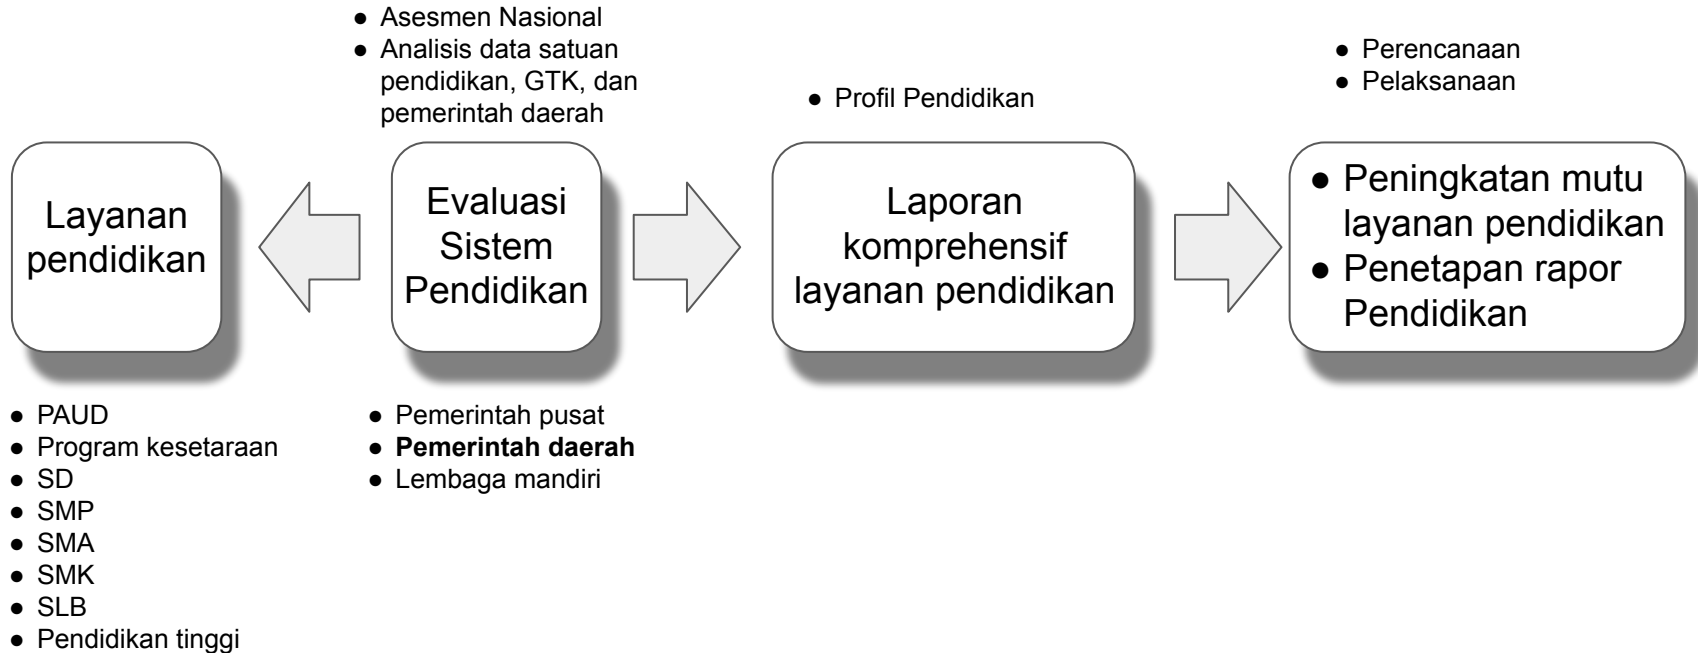 ● Asesmen Nasional
● Analisis data satuan
pendidikan, GTK, dan
pemerintah daerah
● Profil Pendidikan
● Perencanaan
● Pelaksanaan
Layanan
pendidikan
Evaluasi
Sistem
Pendidikan
Laporan
komprehensif
layanan pendidikan
● Peningkatan mutu
layanan pendidikan
● Penetapan rapor
Pendidikan
● PAUD
● Program kesetaraan
● SD
● SMP
● SMA
● SMK
● SLB
● Pendidikan tinggi
● Pemerintah pusat
● Pemerintah daerah
● Lembaga mandiri